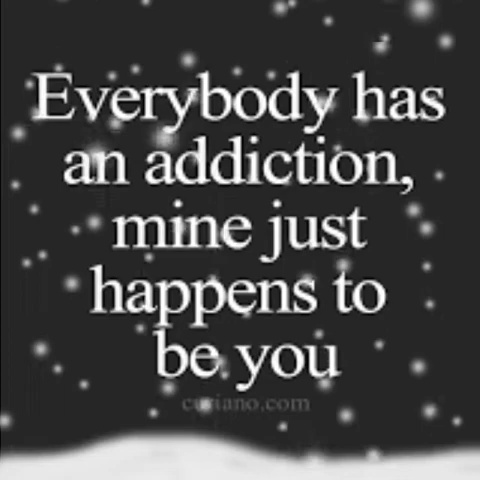 Everybody has
an addiction,
mine just
happens to
be you